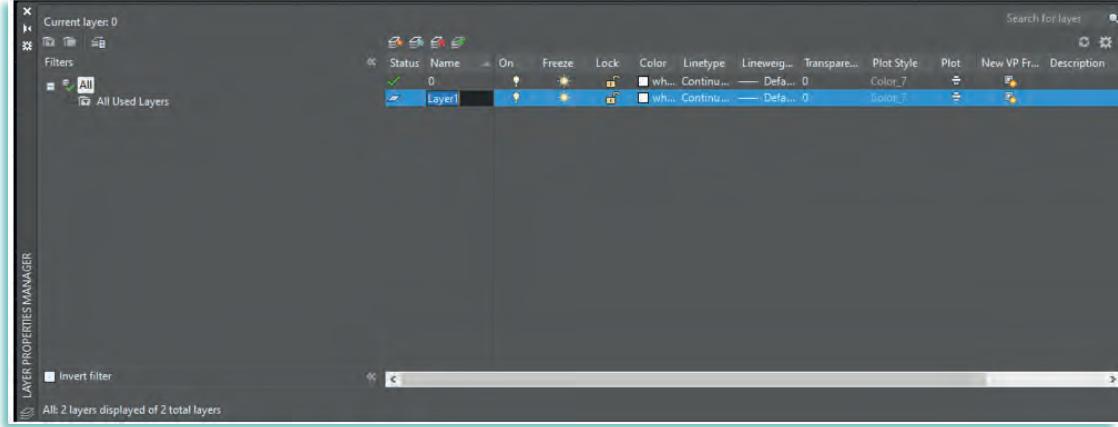 Current layer: 0
Search for layer
Filters
Status Name On Freeze Lock Color Linetype Lineweig... Transpare... Plot Style Plot New VP Fr... Description
All
0 wh... Continu... Defa... 0 Color_7
All Used Layers
Layer1 wh... Continu... Defa... 0 Color_7
LAYER PROPERTIES MANAGER
Invert filter
All: 2 layers displayed of 2 total layers